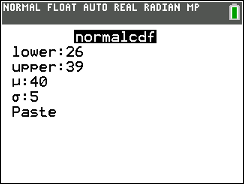 NORMAL FLOAT AUTO REAL RADIAN MP
normalcdf
lower:26
upper:39
μ:40
σ:5
Paste